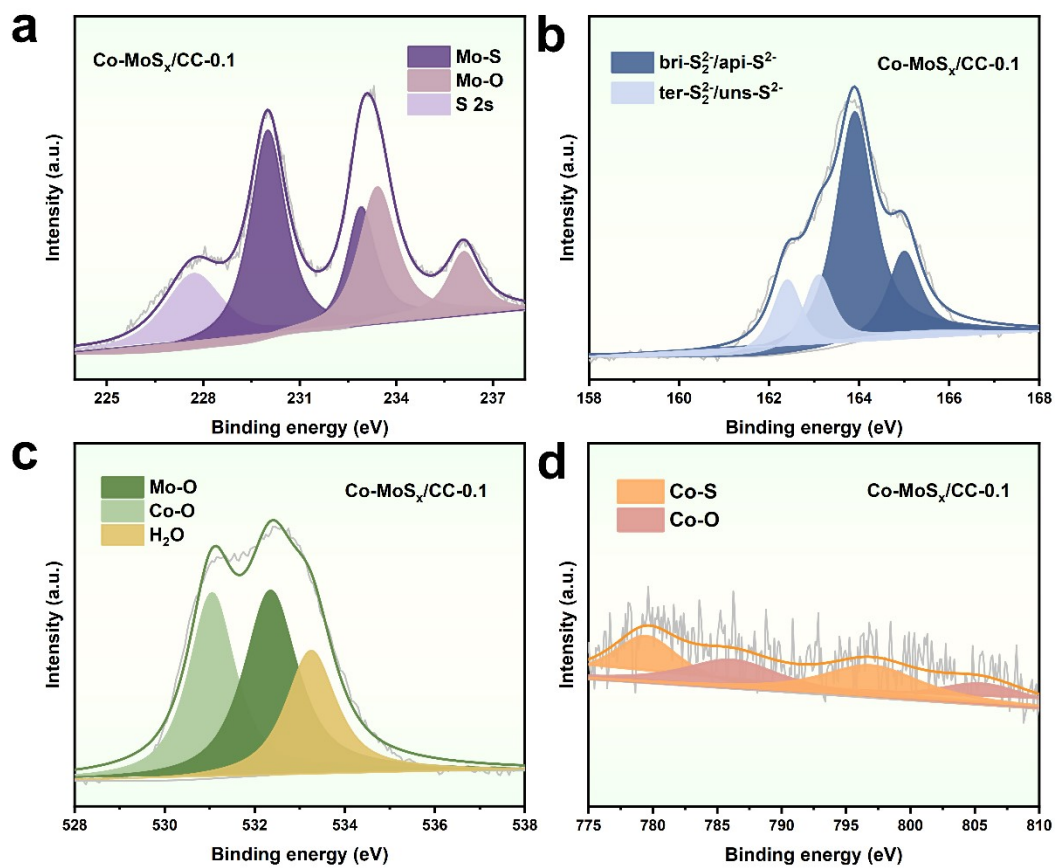 a
Co-MoSₓ/CC-0.1
Mo-S
Mo-O
S 2s
Intensity (a.u.)
225 228 231 234 237
Binding energy (eV)
b
bri-S₂²⁻/api-S²⁻
ter-S₂²⁻/uns-S²⁻
Co-MoSₓ/CC-0.1
Intensity (a.u.)
158 160 162 164 166 168
Binding energy (eV)
c
Mo-O
Co-O
H₂O
Co-MoSₓ/CC-0.1
Intensity (a.u.)
528 530 532 534 536 538
Binding energy (eV)
d
Co-S
Co-O
Co-MoSₓ/CC-0.1
Intensity (a.u.)
775 780 785 790 795 800 805 810
Binding energy (eV)